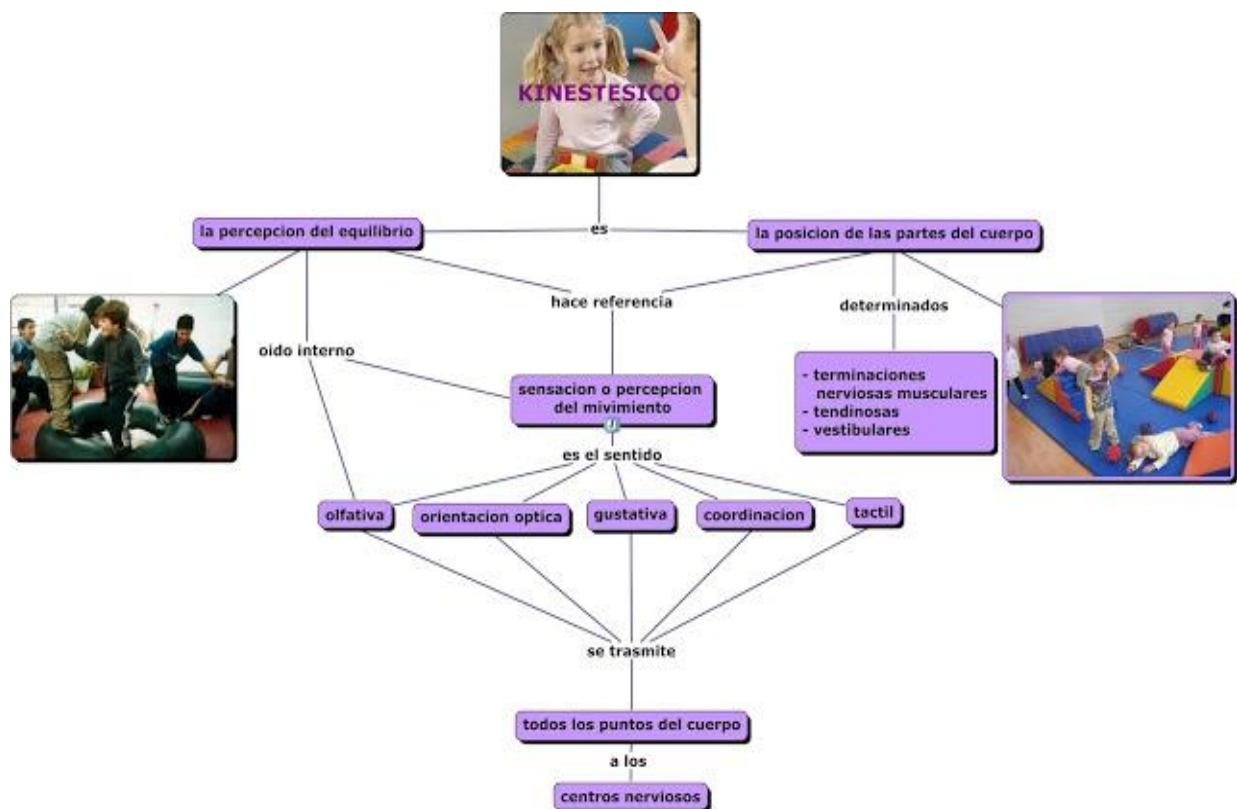 KINESTESICO
es
la percepcion del equilibrio
la posicion de las partes del cuerpo
hace referencia
determinados
oido interno
- terminaciones
nerviosas musculares
- tendinosas
- vestibulares
sensacion o percepcion
del mivimiento
es el sentido
olfativa
orientacion optica
gustativa
coordinacion
tactil
se trasmite
todos los puntos del cuerpo
a los
centros nerviosos